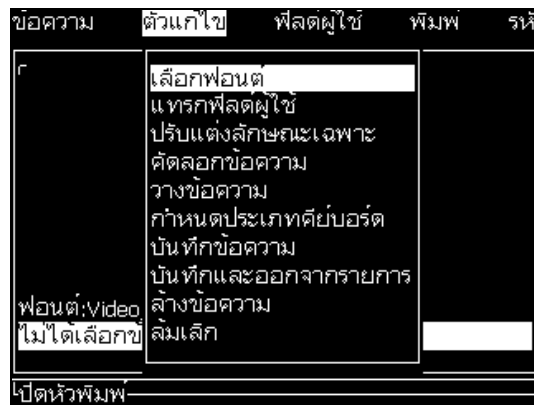 ข้อความ ตัวแก้ไข ฟิลด์ผู้ใช้ พิมพ์
เลือกฟอนต์
แทรกฟิลด์ผู้ใช้
ปรับแต่งลักษณะเฉพาะ
คัดลอกข้อความ
วางข้อความ
กำหนดประเภทคีย์บอร์ด
บันทึกข้อความ
บันทึกและออกจากรายการ
ล้างข้อความ
ล้มเลิก
ฟอนต์:Video
ไม่ได้เลือกข
เปิดหัวพิมพ์